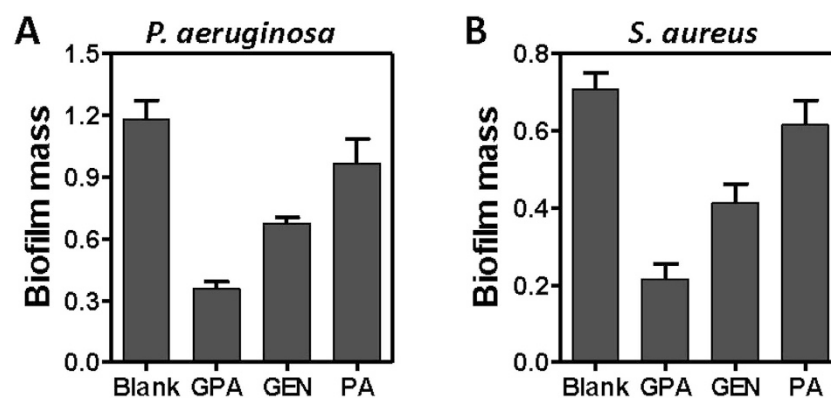 A
P. aeruginosa
Biofilm mass
1.5
1.2
0.9
0.6
0.3
0.0
Blank GPA GEN PA
B
S. aureus
Biofilm mass
0.8
0.6
0.4
0.2
0.0
Blank GPA GEN PA